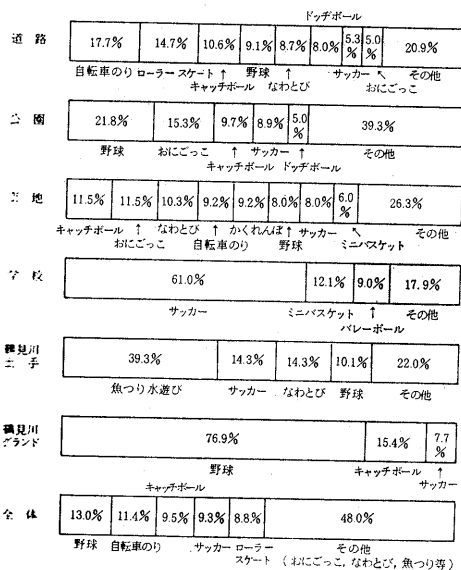 ドッヂボール
道路 17.7% 14.7% 10.6% 9.1% 8.7% 8.0% 5.3% 5.0% 20.9%
自転車のり ローラースケート ↑ 野球 ↑ サッカー ↖ その他
キャッチボール なわとび おにごっこ
公園 21.8% 15.3% 9.7% 8.9% 5.0% 39.3%
野球 おにごっこ ↑ サッカー ↑ その他
キャッチボール ドッヂボール
地 11.5% 11.5% 10.3% 9.2% 9.2% 8.0% 8.0% 6.0% 26.3%
キャッチボール ↑ なわとび ↑ かくれんぼ ↑ サッカー ↖ その他
おにごっこ 自転車のり 野球 ミニバスケット
学校 61.0% 12.1% 9.0% 17.9%
サッカー ミニバスケット ↑ その他
バレーボール
鶴見川
土手 39.3% 14.3% 14.3% 10.1% 22.0%
魚つり水遊び サッカー なわとび 野球 その他
鶴見川
グランド 76.9% 15.4% 7.7%
野球 キャッチボール ↑
サッカー
キャッチボール
全体 13.0% 11.4% 9.5% 9.3% 8.8% 48.0%
野球 自転車のり サッカー ローラー その他
スケート (おにごっこ,なわとび,魚つり等)